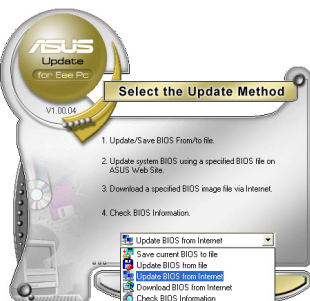 ASUS
Update
for Eee Pc
V1.00.04
Select the Update Method
1. Update/Save BIOS From/to file.
2. Update system BIOS using a specified BIOS file on
ASUS Web Site.
3. Download a specified BIOS image file via Internet.
4. Check BIOS Information.
Update BIOS from Internet
Save current BIOS to file
Update BIOS from file
Update BIOS from Internet
Download BIOS from Internet
Check BIOS Information